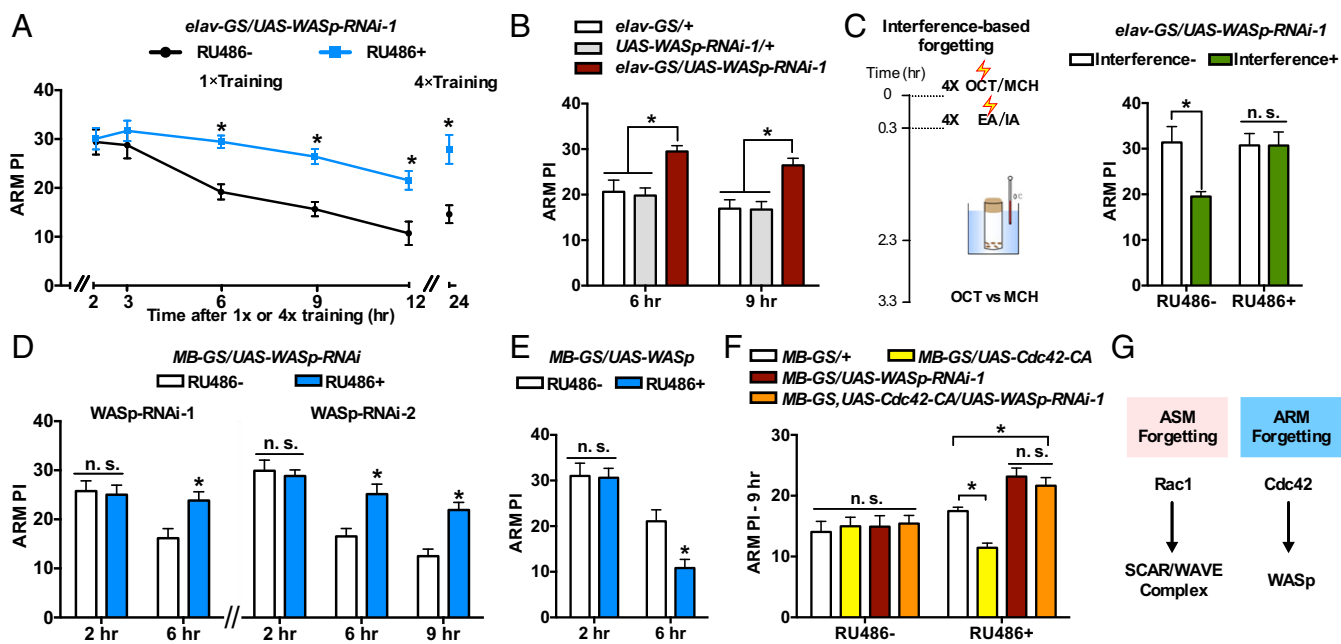 A
elav-GS/UAS-WASp-RNAi-1
RU486- RU486+
1×Training 4×Training
ARM PI
40
30
20
10
0
* * * *
2 3 6 9 12 24
Time after 1x or 4x training (hr)
B
elav-GS/+
UAS-WASp-RNAi-1/+
elav-GS/UAS-WASp-RNAi-1
ARM PI
40
30
20
10
0
* *
6 hr 9 hr
C
Interference-based
forgetting
Time (hr)
4X OCT/MCH
0
4X EA/IA
0.3
0°C
2.3
3.3 OCT vs MCH
elav-GS/UAS-WASp-RNAi-1
Interference- Interference+
ARM PI
40
30
20
10
0
* n. s.
RU486- RU486+
D
MB-GS/UAS-WASp-RNAi
RU486- RU486+
WASp-RNAi-1 WASp-RNAi-2
ARM PI
40
30
20
10
0
n. s. * n. s. * *
2 hr 6 hr 2 hr 6 hr 9 hr
E
MB-GS/UAS-WASp
RU486- RU486+
ARM PI
40
30
20
10
0
n. s. *
2 hr 6 hr
F
MB-GS/+ MB-GS/UAS-Cdc42-CA
MB-GS/UAS-WASp-RNAi-1
MB-GS,UAS-Cdc42-CA/UAS-WASp-RNAi-1
ARM PI - 9 hr
30
20
10
0
n. s. * * n. s.
RU486- RU486+
G
ASM
Forgetting
ARM
Forgetting
Rac1 Cdc42
SCAR/WAVE
Complex
WASp